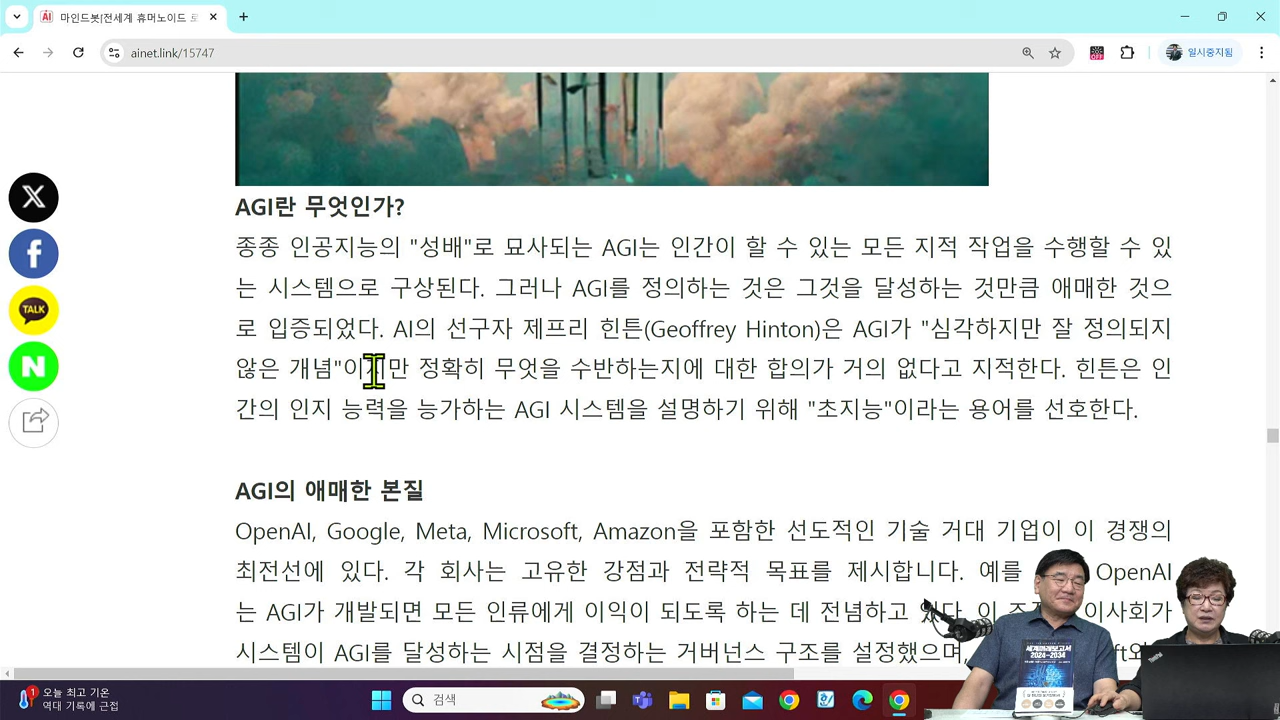 마인드봇[전세계 휴머노이드 로
ainet.link/15747
OFF
일시중지됨
AGI란 무엇인가?
종종 인공지능의 "성배"로 묘사되는 AGI는 인간이 할 수 있는 모든 지적 작업을 수행할 수 있
는 시스템으로 구상된다. 그러나 AGI를 정의하는 것은 그것을 달성하는 것만큼 애매한 것으
로 입증되었다. AI의 선구자 제프리 힌튼(Geoffrey Hinton)은 AGI가 "심각하지만 잘 정의되지
않은 개념"이지만 정확히 무엇을 수반하는지에 대한 합의가 거의 없다고 지적한다. 힌튼은 인
간의 인지 능력을 능가하는 AGI 시스템을 설명하기 위해 "초지능"이라는 용어를 선호한다.
TALK
N
AGI의 애매한 본질
OpenAI, Google, Meta, Microsoft, Amazon을 포함한 선도적인 기술 거대 기업이 이 경쟁의
최전선에 있다. 각 회사는 고유한 강점과 전략적 목표를 제시합니다. 예를 OpenAI
는 AGI가 개발되면 모든 인류에게 이익이 되도록 하는 데 전념하고 있다. 이 이사회가
시스템이 AGI를 달성하는 시점을 결정하는 거버넌스 구조를 설정했으며,
세계미래보고서
2024-2034
ThinkPad
1
오늘 최고 기온
역대 기록에 근접
검색